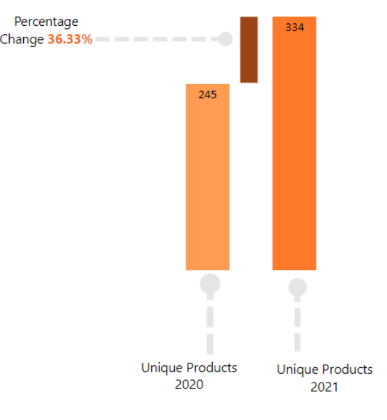 Percentage
Change 36.33%
334
245
Unique Products
2020
Unique Products
2021